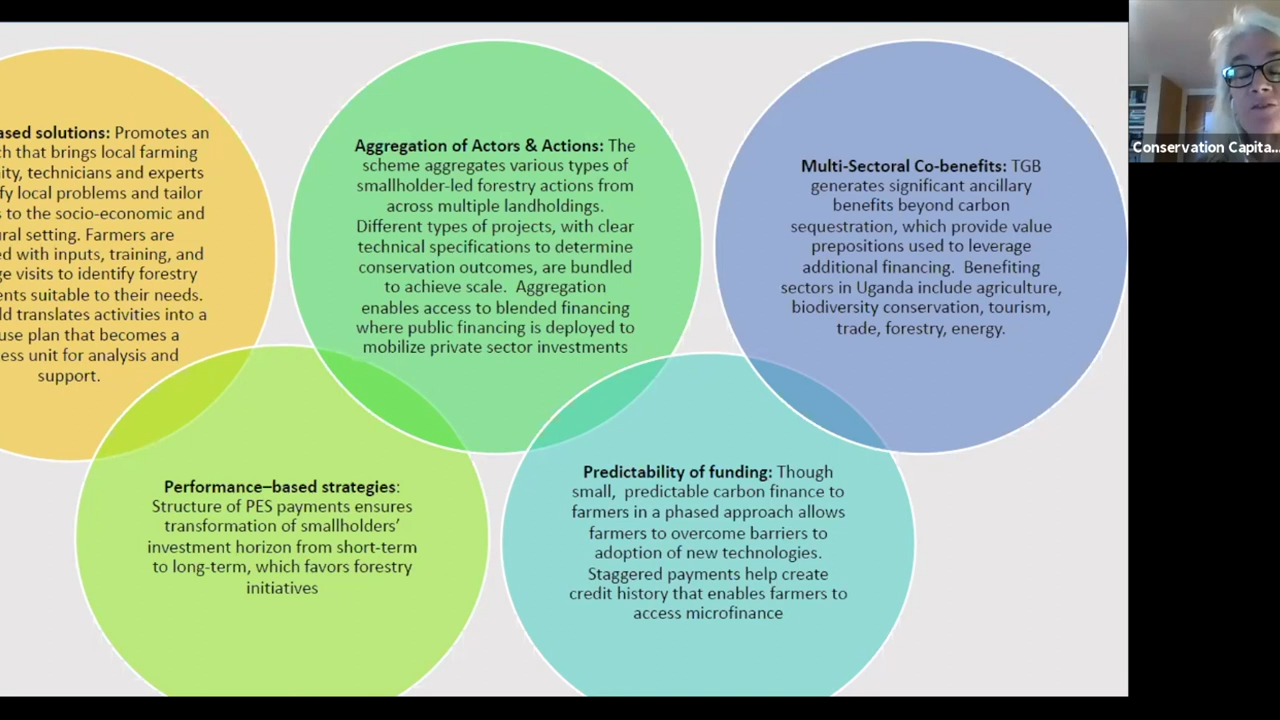 ased solutions: Promotes an
ch that brings local farming
ity, technicians and experts
fy local problems and tailor
s to the socio-economic and
ural setting. Farmers are
ed with inputs, training, and
ge visits to identify forestry
ents suitable to their needs.
ld translates activities into a
use plan that becomes a
ess unit for analysis and
support.
Aggregation of Actors & Actions: The
scheme aggregates various types of
smallholder-led forestry actions from
across multiple landholdings.
Different types of projects, with clear
technical specifications to determine
conservation outcomes, are bundled
to achieve scale. Aggregation
enables access to blended financing
where public financing is deployed to
mobilize private sector investments
Multi-Sectoral Co-benefits: TGB
generates significant ancillary
benefits beyond carbon
sequestration, which provide value
prepositions used to leverage
additional financing. Benefiting
sectors in Uganda include agriculture,
biodiversity conservation, tourism,
trade, forestry, energy.
Performance–based strategies:
Structure of PES payments ensures
transformation of smallholders’
investment horizon from short-term
to long-term, which favors forestry
initiatives
Predictability of funding: Though
small, predictable carbon finance to
farmers in a phased approach allows
farmers to overcome barriers to
adoption of new technologies.
Staggered payments help create
credit history that enables farmers to
access microfinance
Conservation Capita...